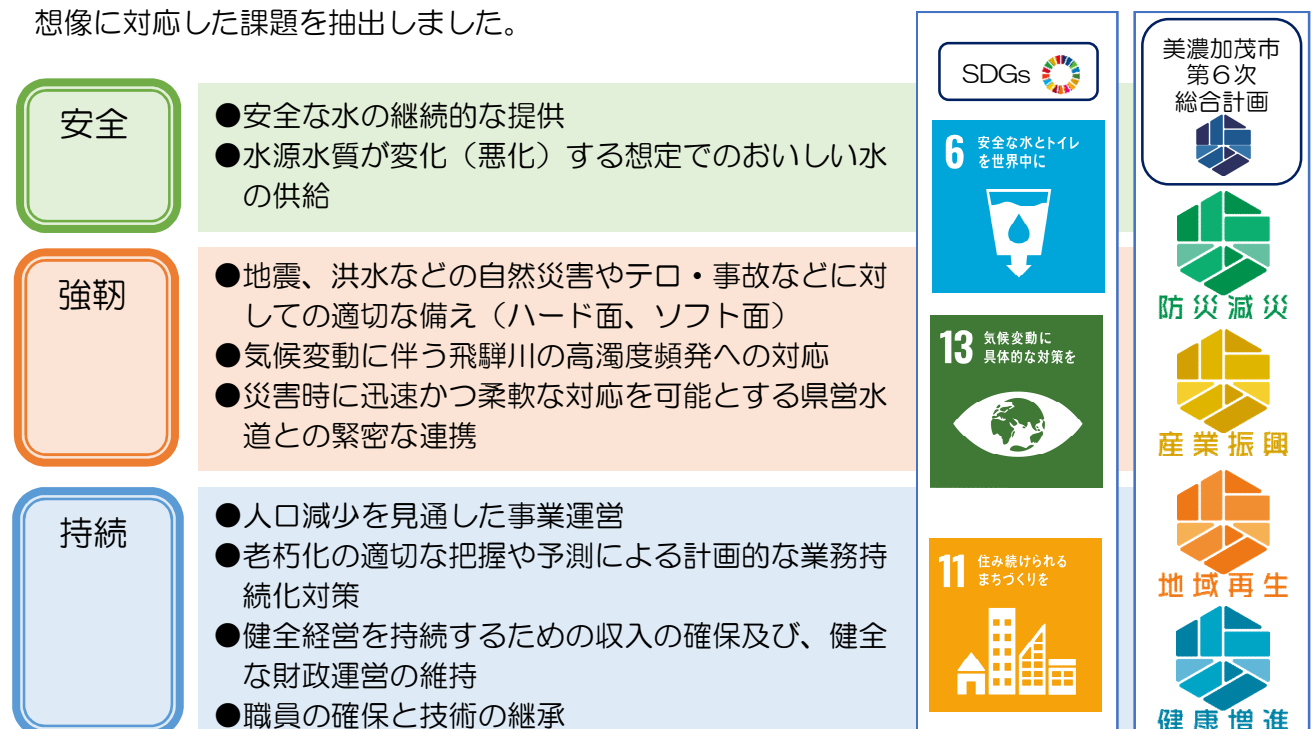 想像に対応した課題を抽出しました。
安全
●安全な水の継続的な提供
●水源水質が変化（悪化）する想定でのおいしい水
の供給
強靭
●地震、洪水などの自然災害やテロ・事故などに対
しての適切な備え（ハード面、ソフト面）
●気候変動に伴う飛騨川の高濁度頻発への対応
●災害時に迅速かつ柔軟な対応を可能とする県営水
道との緊密な連携
持続
●人口減少を見通した事業運営
●老朽化の適切な把握や予測による計画的な業務持
続化対策
●健全経営を持続するための収入の確保及び、健全
な財政運営の維持
●職員の確保と技術の継承
SDGs
6 安全な水とトイレ
を世界中に
13 気候変動に
具体的な対策を
11 住み続けられる
まちづくりを
美濃加茂市
第６次
総合計画
防災減災
産業振興
地域再生
健康増進